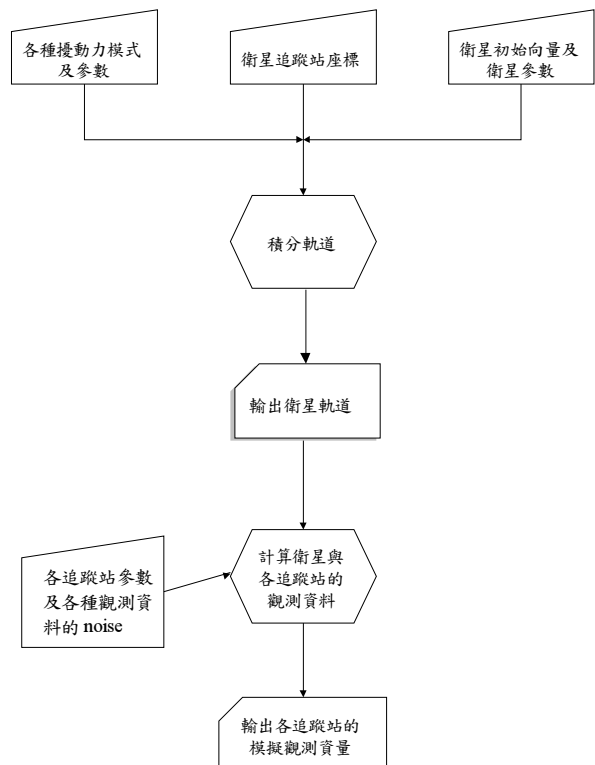 各種擾動力模式
及參數
衛星追蹤站座標
衛星初始向量及
衛星參數
積分軌道
輸出衛星軌道
計算衛星與
各追蹤站的
觀測資料
各追蹤站參數
及各種觀測資
料的 noise
輸出各追蹤站的
模擬觀測資量